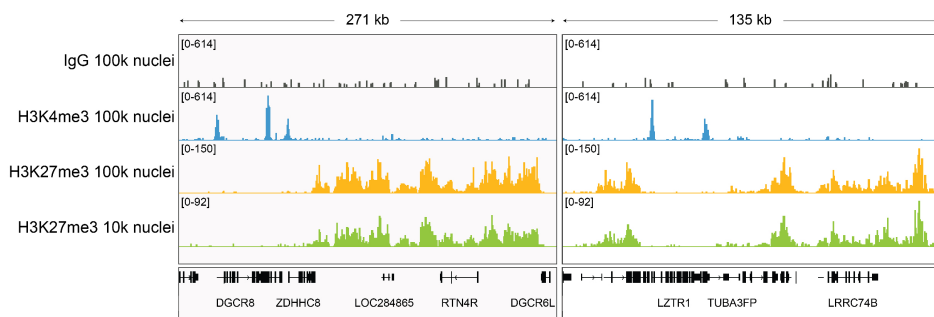 271 kb 135 kb
IgG 100k nuclei [0-614] [0-614]
H3K4me3 100k nuclei [0-614] [0-614]
H3K27me3 100k nuclei [0-150] [0-150]
H3K27me3 10k nuclei [0-92] [0-92]
DGCR8 ZDHHC8 LOC284865 RTN4R DGCR6L LZTR1 TUBA3FP LRRC74B